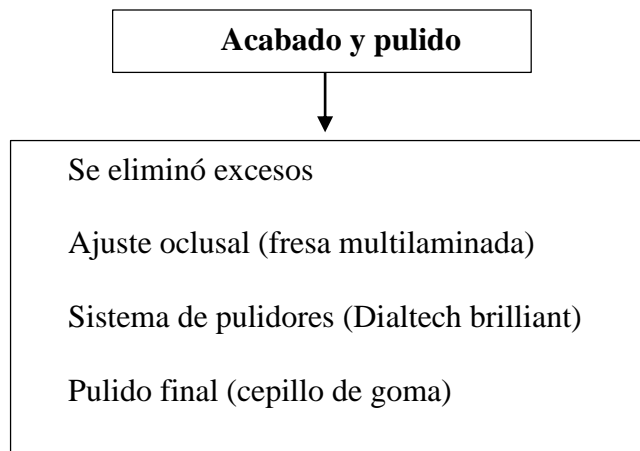 Acabado y pulido
Se eliminó excesos
Ajuste oclusal (fresa multilaminada)
Sistema de pulidores (Dialtech brilliant)
Pulido final (cepillo de goma)